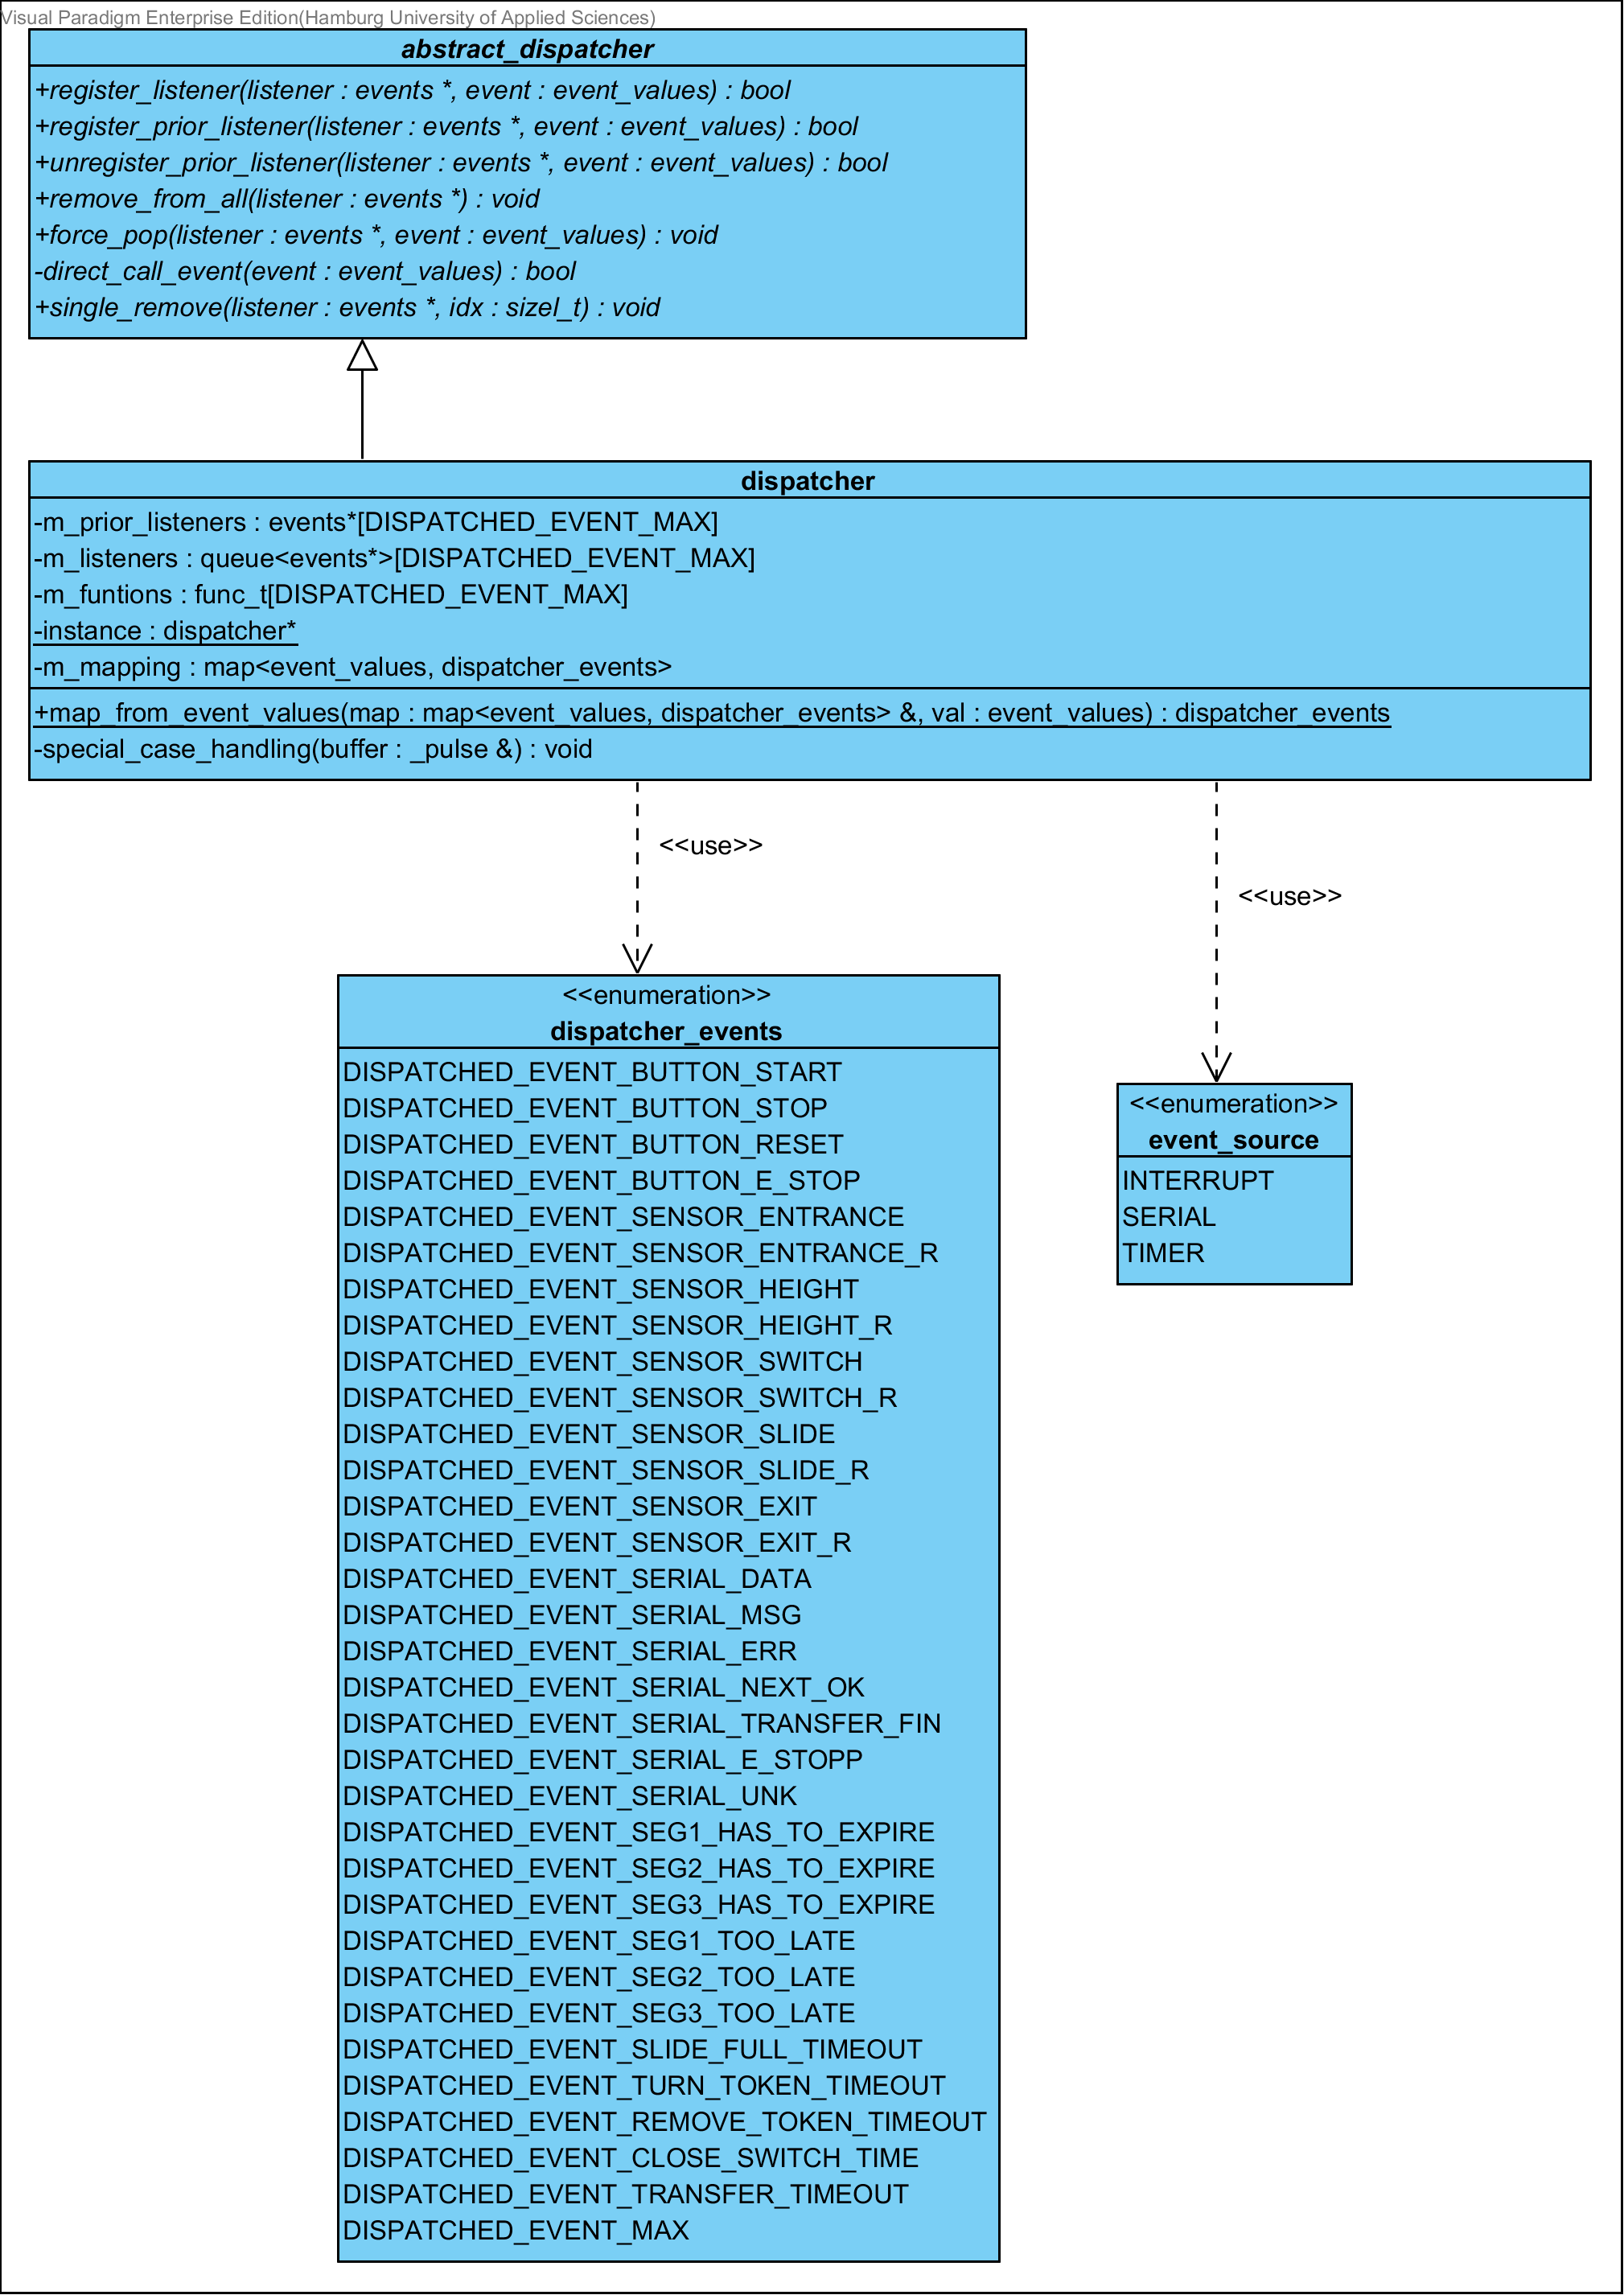 Visual Paradigm Enterprise Edition(Hamburg University of Applied Sciences)
abstract_dispatcher
+register_listener(listener : events *, event : event_values) : bool
+register_prior_listener(listener : events *, event : event_values) : bool
+unregister_prior_listener(listener : events *, event : event_values) : bool
+remove_from_all(listener : events *) : void
+force_pop(listener : events *, event : event_values) : void
-direct_call_event(event : event_values) : bool
+single_remove(listener : events *, idx : sizel_t) : void
dispatcher
-m_prior_listeners : events*[DISPATCHED_EVENT_MAX]
-m_listeners : queue<events*>[DISPATCHED_EVENT_MAX]
-m_funtions : func_t[DISPATCHED_EVENT_MAX]
-instance : dispatcher*
-m_mapping : map<event_values, dispatcher_events>
+map_from_event_values(map : map<event_values, dispatcher_events> &, val : event_values) : dispatcher_events
-special_case_handling(buffer : _pulse &) : void
<<use>>
<<use>>
<<enumeration>>
dispatcher_events
DISPATCHED_EVENT_BUTTON_START
DISPATCHED_EVENT_BUTTON_STOP
DISPATCHED_EVENT_BUTTON_RESET
DISPATCHED_EVENT_BUTTON_E_STOP
DISPATCHED_EVENT_SENSOR_ENTRANCE
DISPATCHED_EVENT_SENSOR_ENTRANCE_R
DISPATCHED_EVENT_SENSOR_HEIGHT
DISPATCHED_EVENT_SENSOR_HEIGHT_R
DISPATCHED_EVENT_SENSOR_SWITCH
DISPATCHED_EVENT_SENSOR_SWITCH_R
DISPATCHED_EVENT_SENSOR_SLIDE
DISPATCHED_EVENT_SENSOR_SLIDE_R
DISPATCHED_EVENT_SENSOR_EXIT
DISPATCHED_EVENT_SENSOR_EXIT_R
DISPATCHED_EVENT_SERIAL_DATA
DISPATCHED_EVENT_SERIAL_MSG
DISPATCHED_EVENT_SERIAL_ERR
DISPATCHED_EVENT_SERIAL_NEXT_OK
DISPATCHED_EVENT_SERIAL_TRANSFER_FIN
DISPATCHED_EVENT_SERIAL_E_STOPP
DISPATCHED_EVENT_SERIAL_UNK
DISPATCHED_EVENT_SEG1_HAS_TO_EXPIRE
DISPATCHED_EVENT_SEG2_HAS_TO_EXPIRE
DISPATCHED_EVENT_SEG3_HAS_TO_EXPIRE
DISPATCHED_EVENT_SEG1_TOO_LATE
DISPATCHED_EVENT_SEG2_TOO_LATE
DISPATCHED_EVENT_SEG3_TOO_LATE
DISPATCHED_EVENT_SLIDE_FULL_TIMEOUT
DISPATCHED_EVENT_TURN_TOKEN_TIMEOUT
DISPATCHED_EVENT_REMOVE_TOKEN_TIMEOUT
DISPATCHED_EVENT_CLOSE_SWITCH_TIME
DISPATCHED_EVENT_TRANSFER_TIMEOUT
DISPATCHED_EVENT_MAX
<<enumeration>>
event_source
INTERRUPT
SERIAL
TIMER